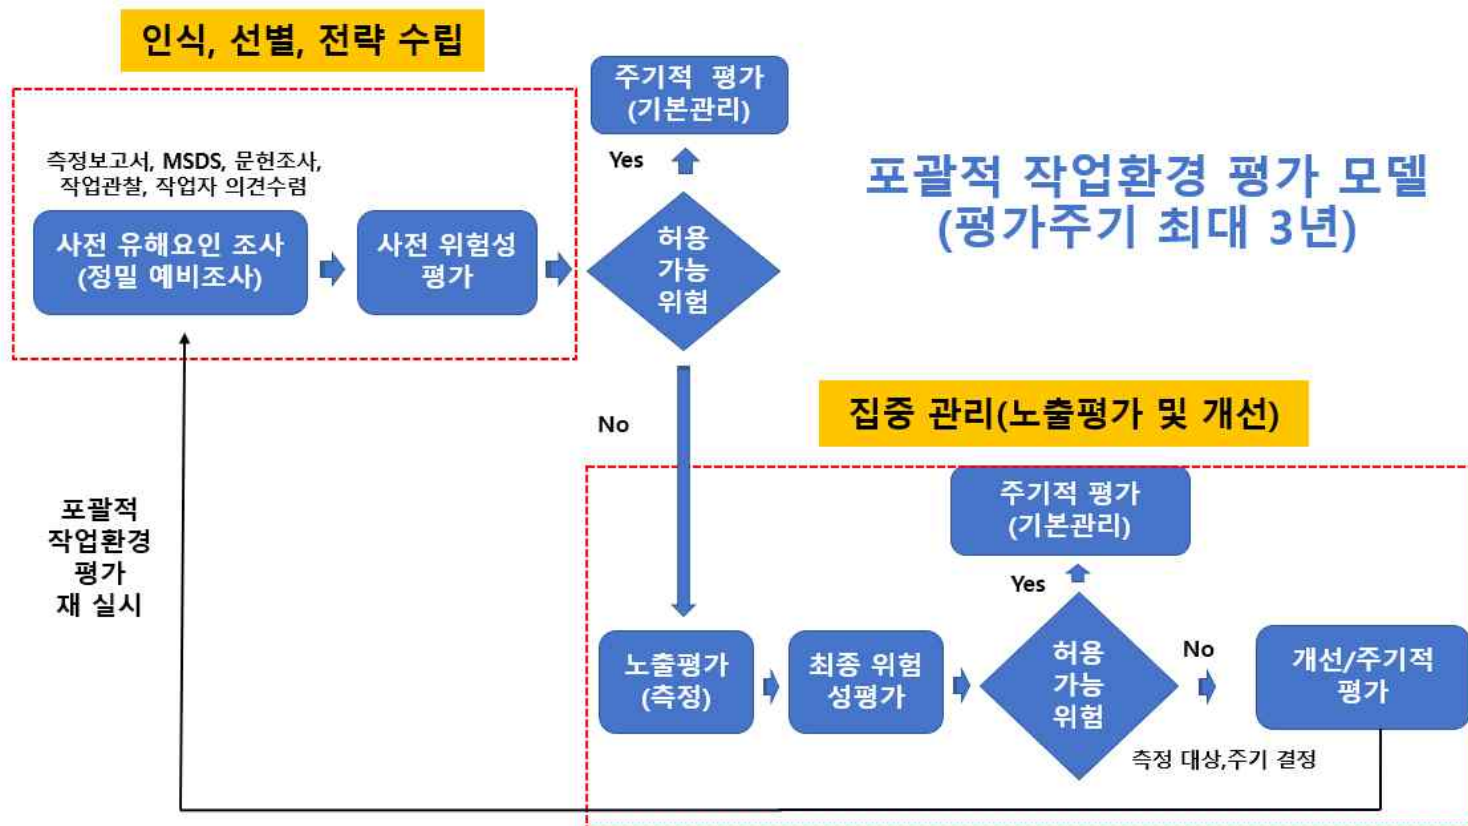 인식, 선별, 전략 수립
주기적 평가
(기본관리)
측정보고서, MSDS, 문헌조사,
작업관찰, 작업자 의견수렴
Yes
포괄적 작업환경 평가 모델
(평가주기 최대 3년)
사전 유해요인 조사
(정밀 예비조사)
사전 위험성
평가
허용
가능
위험
No
집중 관리(노출평가 및 개선)
포괄적
작업환경
평가
재 실시
주기적 평가
(기본관리)
Yes
노출평가
(측정)
최종 위험
성평가
허용
가능
위험
No
개선/주기적
평가
측정 대상,주기 결정